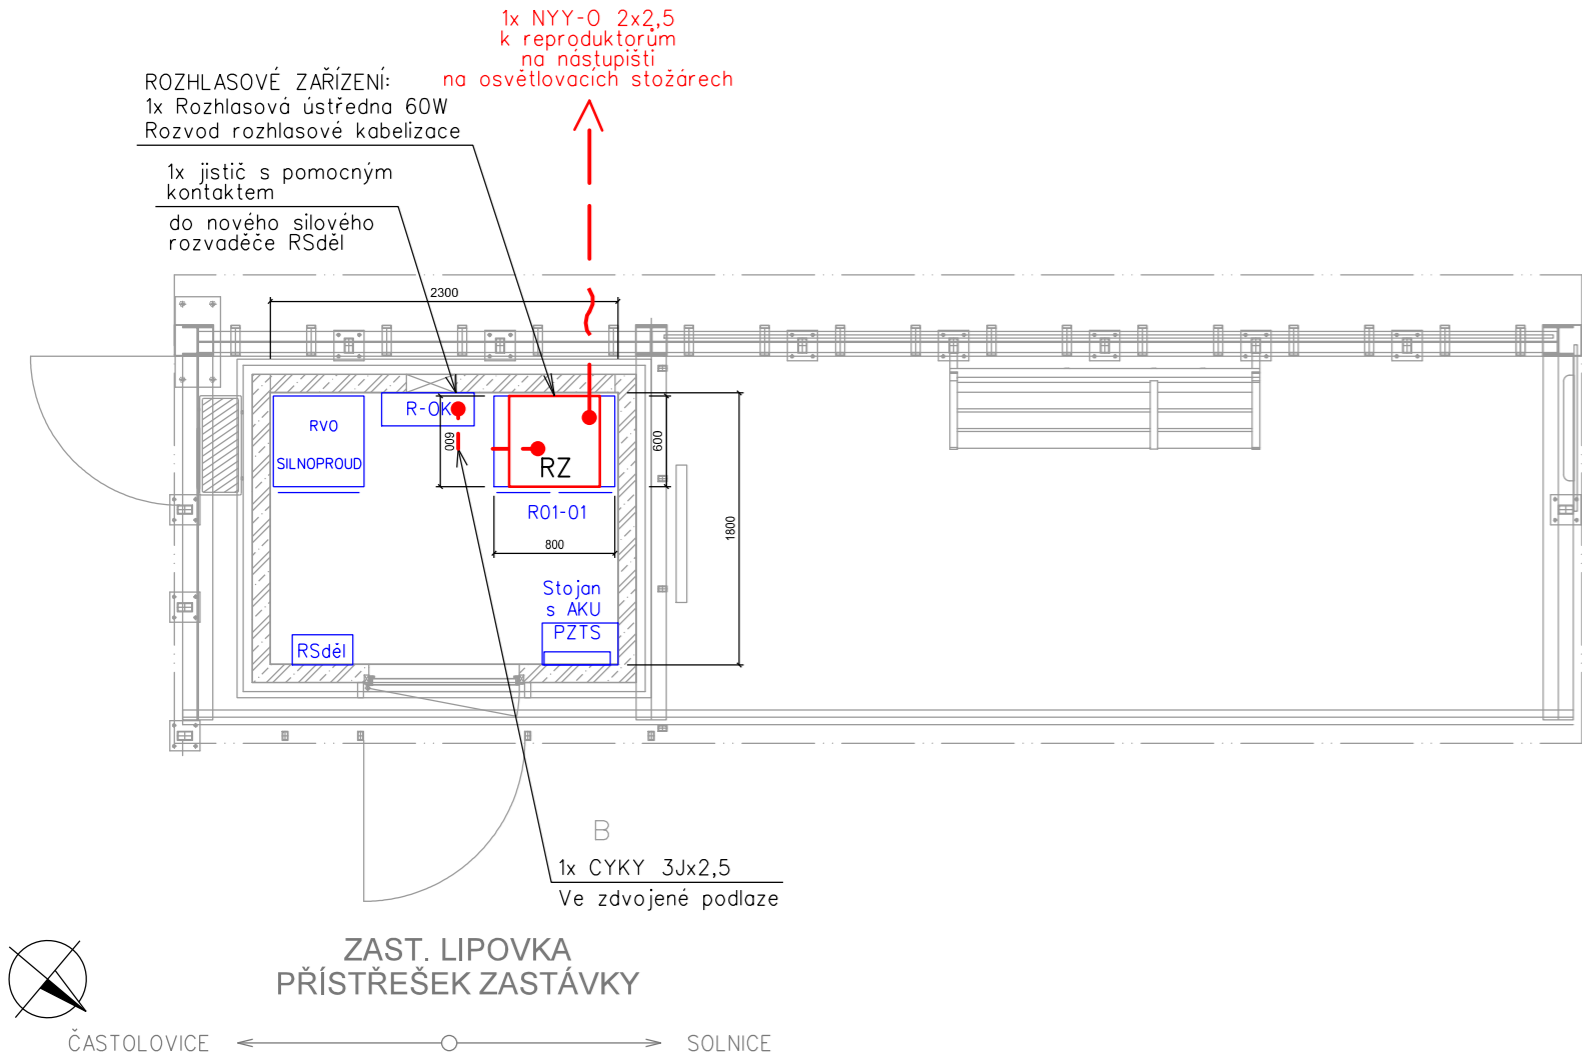 1x NYY-O 2x2,5
k reproduktorům
na nástupišti
na osvětlovacích stožárech
ROZHLASOVÉ ZAŘÍZENÍ:
1x Rozhlasová ústředna 60W
Rozvod rozhlasové kabelizace
1x jistič s pomocným
kontaktem
do nového silového
rozvaděče RSděl
2300
RVO
SILNOPROUD
R-OK
600
RZ
600
R01-01
800
1800
Stojan
s AKU
PZTS
RSděl
B
1x CYKY 3Jx2,5
Ve zdvojené podlaze
ZAST. LIPOVKA
PŘÍSTŘEŠEK ZASTÁVKY
ČASTOLOVICE
SOLNICE